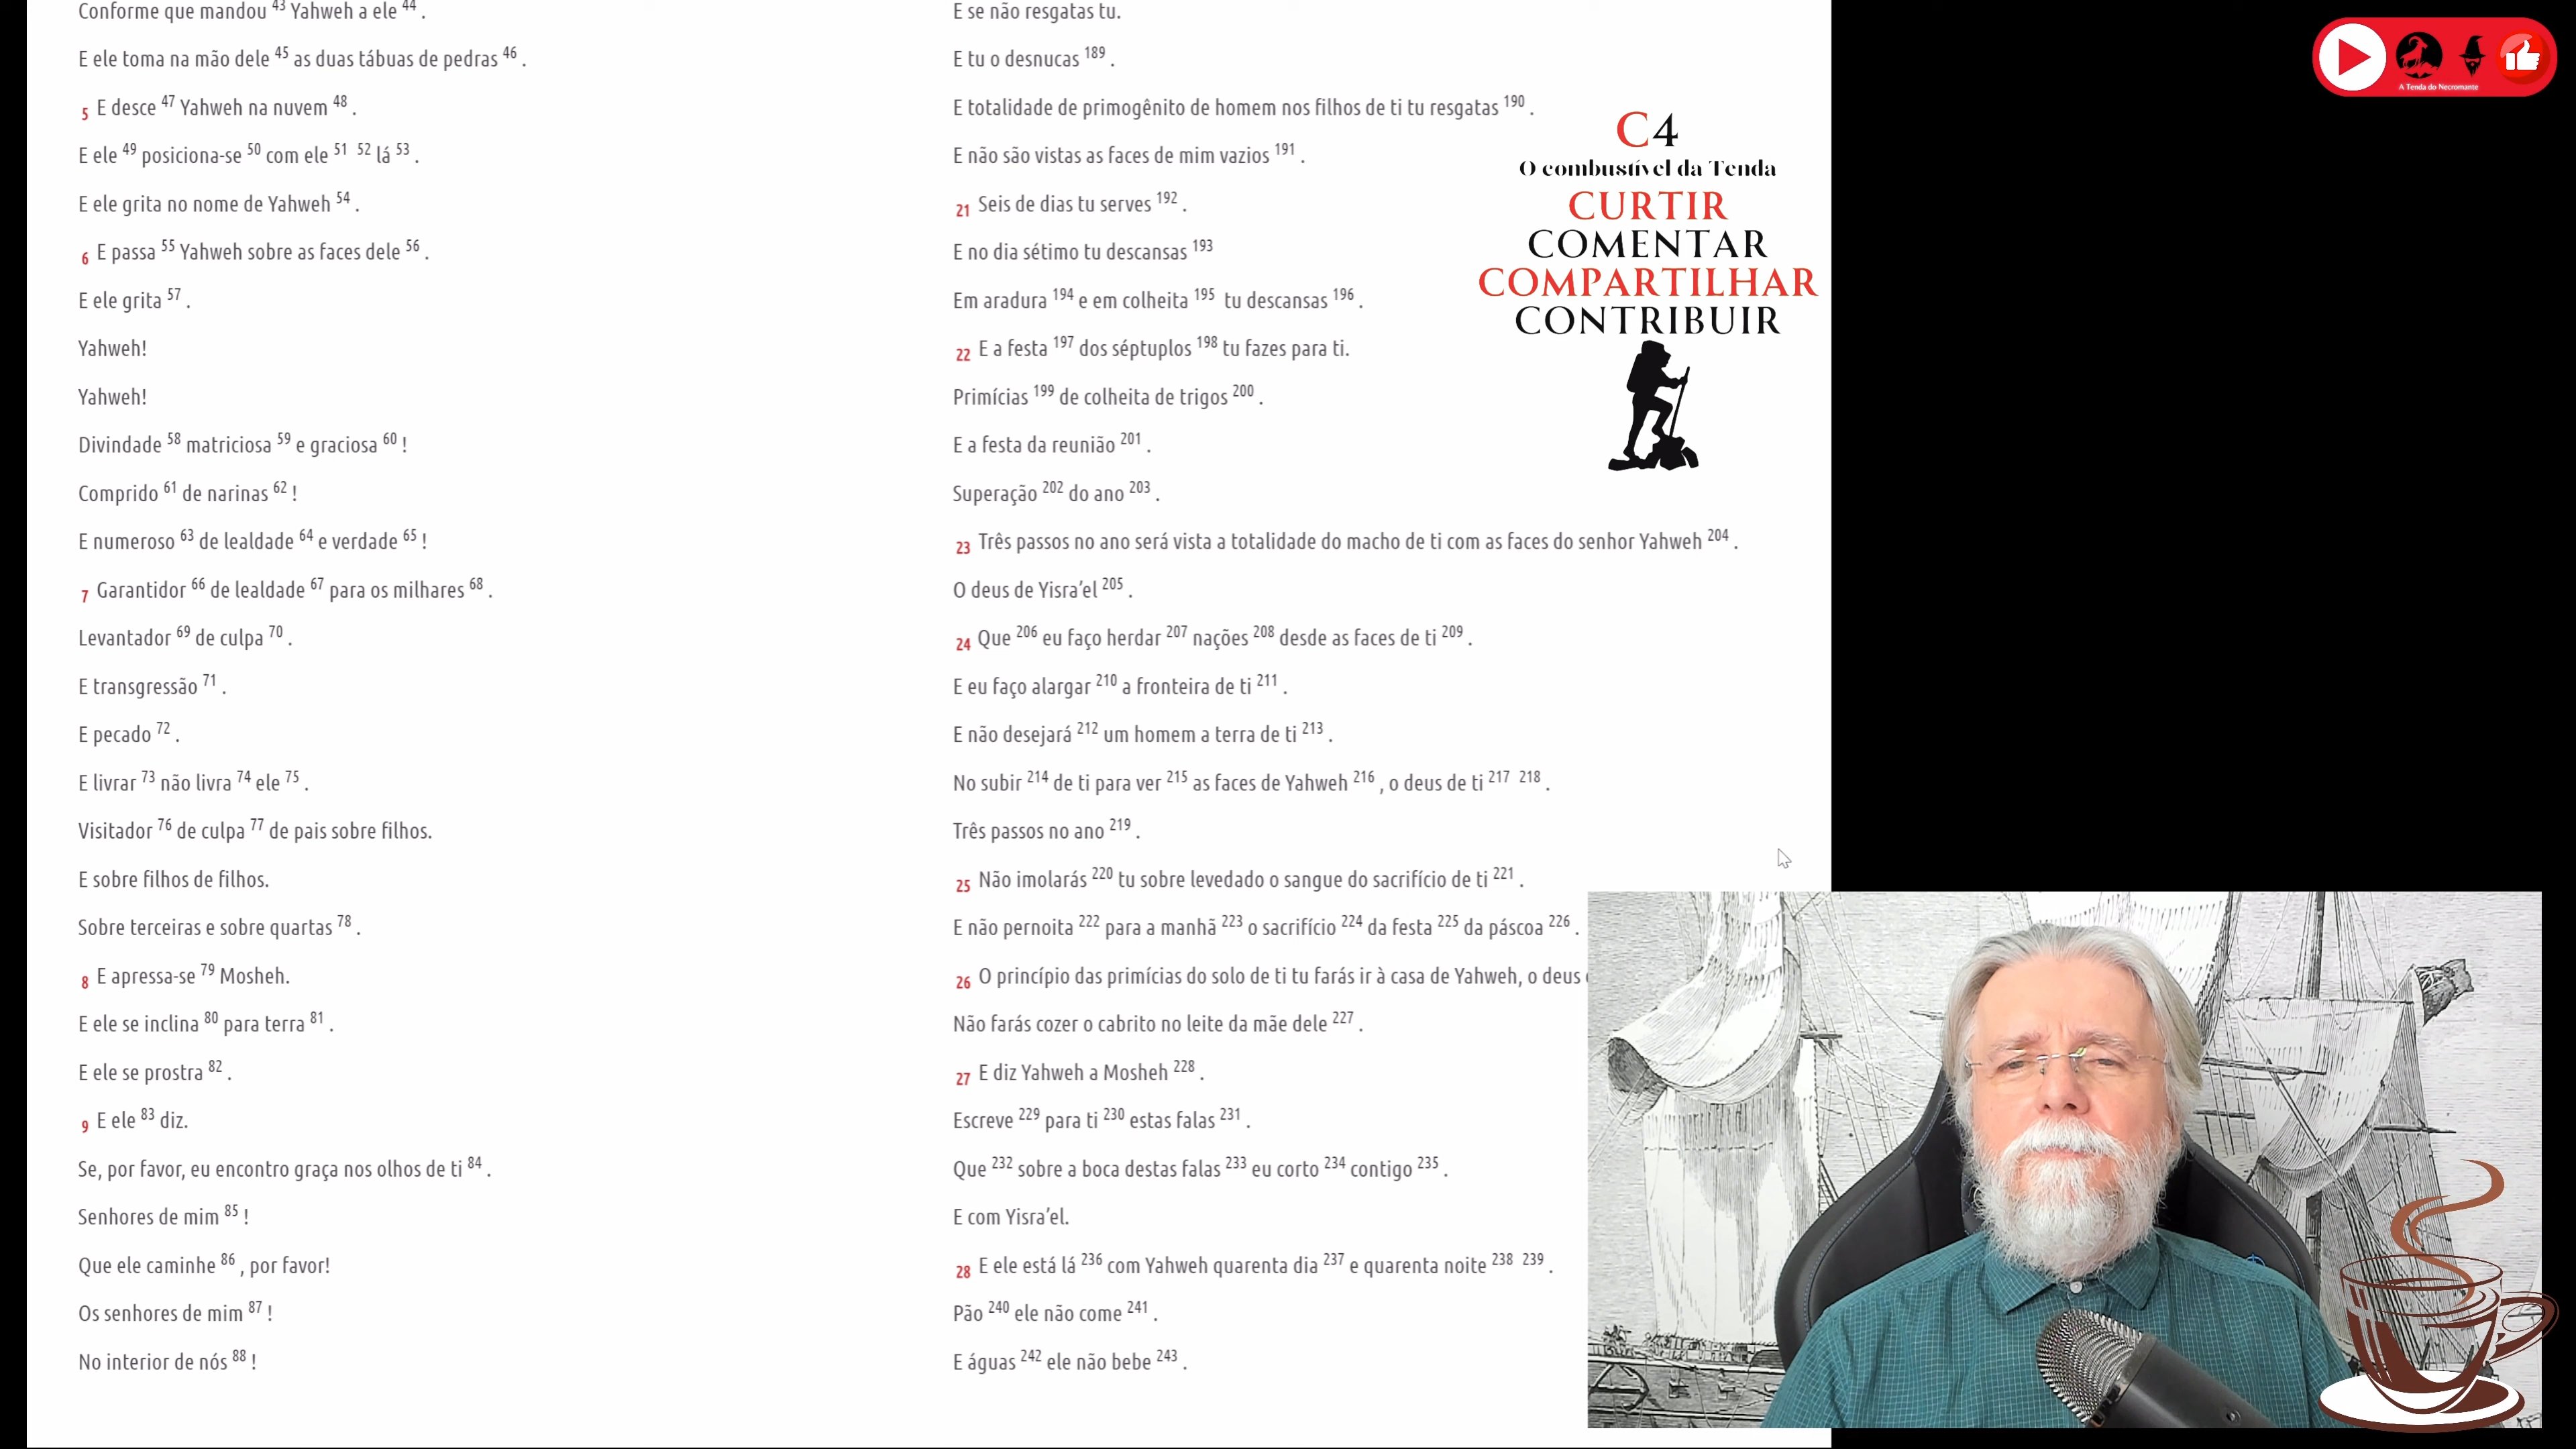 Conforme que mandou 43 Yahweh a ele 44 .
E ele toma na mão dele 45 as duas tábuas de pedras 46 .
5 E desce 47 Yahweh na nuvem 48 .
E ele 49 posiciona-se 50 com ele 51 52 lá 53 .
E ele grita no nome de Yahweh 54 .
6 E passa 55 Yahweh sobre as faces dele 56 .
E ele grita 57 .
Yahweh!
Yahweh!
Divindade 58 matriciosa 59 e graciosa 60 !
Comprido 61 de narinas 62 !
E numeroso 63 de lealdade 64 e verdade 65 !
7 Garantidor 66 de lealdade 67 para os milhares 68 .
Levantador 69 de culpa 70 .
E transgressão 71 .
E pecado 72 .
E livrar 73 não livra 74 ele 75 .
Visitador 76 de culpa 77 de pais sobre filhos.
E sobre filhos de filhos.
Sobre terceiras e sobre quartas 78 .
8 E apressa-se 79 Mosheh.
E ele se inclina 80 para terra 81 .
E ele se prostra 82 .
9 E ele 83 diz.
Se, por favor, eu encontro graça nos olhos de ti 84 .
Senhores de mim 85 !
Que ele caminhe 86 , por favor!
Os senhores de mim 87 !
No interior de nós 88 !
E se não resgatas tu.
E tu o desnucas 189 .
E totalidade de primogênito de homem nos filhos de ti tu resgatas 190 .
E não são vistas as faces de mim vazios 191 .
21 Seis de dias tu serves 192 .
E no dia sétimo tu descansas 193
Em aradura 194 e em colheita 195 tu descansas 196 .
22 E a festa 197 dos séptuplos 198 tu fazes para ti.
Primícias 199 de colheita de trigos 200 .
E a festa da reunião 201 .
Superação 202 do ano 203 .
23 Três passos no ano será vista a totalidade do macho de ti com as faces do senhor Yahweh 204 .
O deus de Yisra’el 205 .
24 Que 206 eu faço herdar 207 nações 208 desde as faces de ti 209 .
E eu faço alargar 210 a fronteira de ti 211 .
E não desejará 212 um homem a terra de ti 213 .
No subir 214 de ti para ver 215 as faces de Yahweh 216 , o deus de ti 217 218 .
Três passos no ano 219 .
25 Não imolarás 220 tu sobre levedado o sangue do sacrifício de ti 221 .
E não pernoita 222 para a manhã 223 o sacrifício 224 da festa 225 da páscoa 226 .
26 O princípio das primícias do solo de ti tu farás ir à casa de Yahweh, o deus
Não farás cozer o cabrito no leite da mãe dele 227 .
27 E diz Yahweh a Mosheh 228 .
Escreve 229 para ti 230 estas falas 231 .
Que 232 sobre a boca destas falas 233 eu corto 234 contigo 235 .
E com Yisra’el.
28 E ele está lá 236 com Yahweh quarenta dia 237 e quarenta noite 238 239 .
Pão 240 ele não come 241 .
E águas 242 ele não bebe 243 .
C4
O combustível da Tenda
CURTIR
COMENTAR
COMPARTILHAR
CONTRIBUIR
A Tenda do Necromante